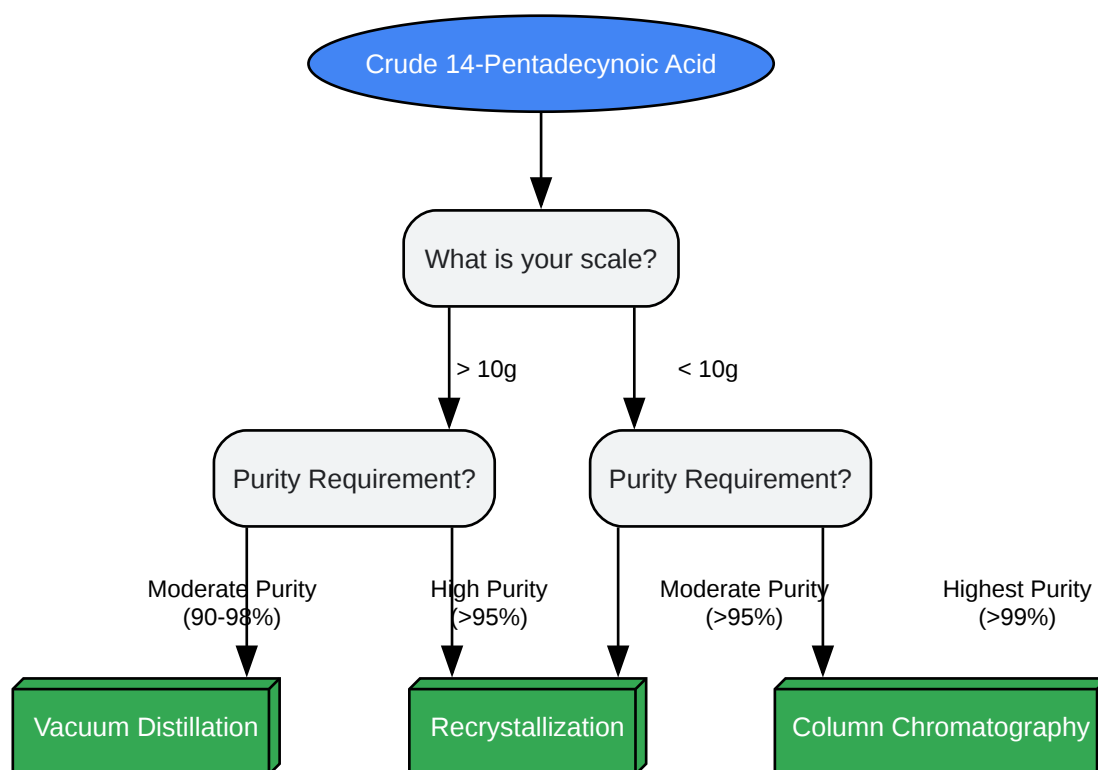 Crude 14-Pentadecynoic Acid
What is your scale?
> 10g
< 10g
Purity Requirement?
Purity Requirement?
Moderate Purity
(90-98%)
High Purity
(>95%)
Moderate Purity
(>95%)
Highest Purity
(>99%)
Vacuum Distillation
Recrystallization
Column Chromatography